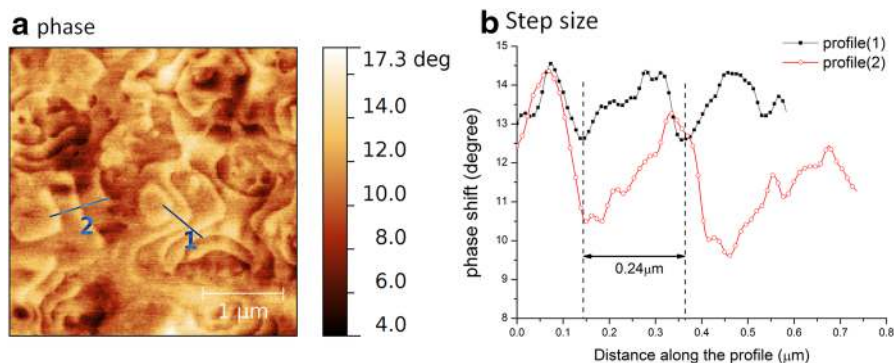 a phase
17.3 deg
14.0
12.0
10.0
8.0
6.0
4.0
2
1
1 μm
b Step size
profile(1)
profile(2)
phase shift (degree)
15
14
13
12
11
10
9
8
0.24μm
0.0 0.1 0.2 0.3 0.4 0.5 0.6 0.7 0.8
Distance along the profile (μm)